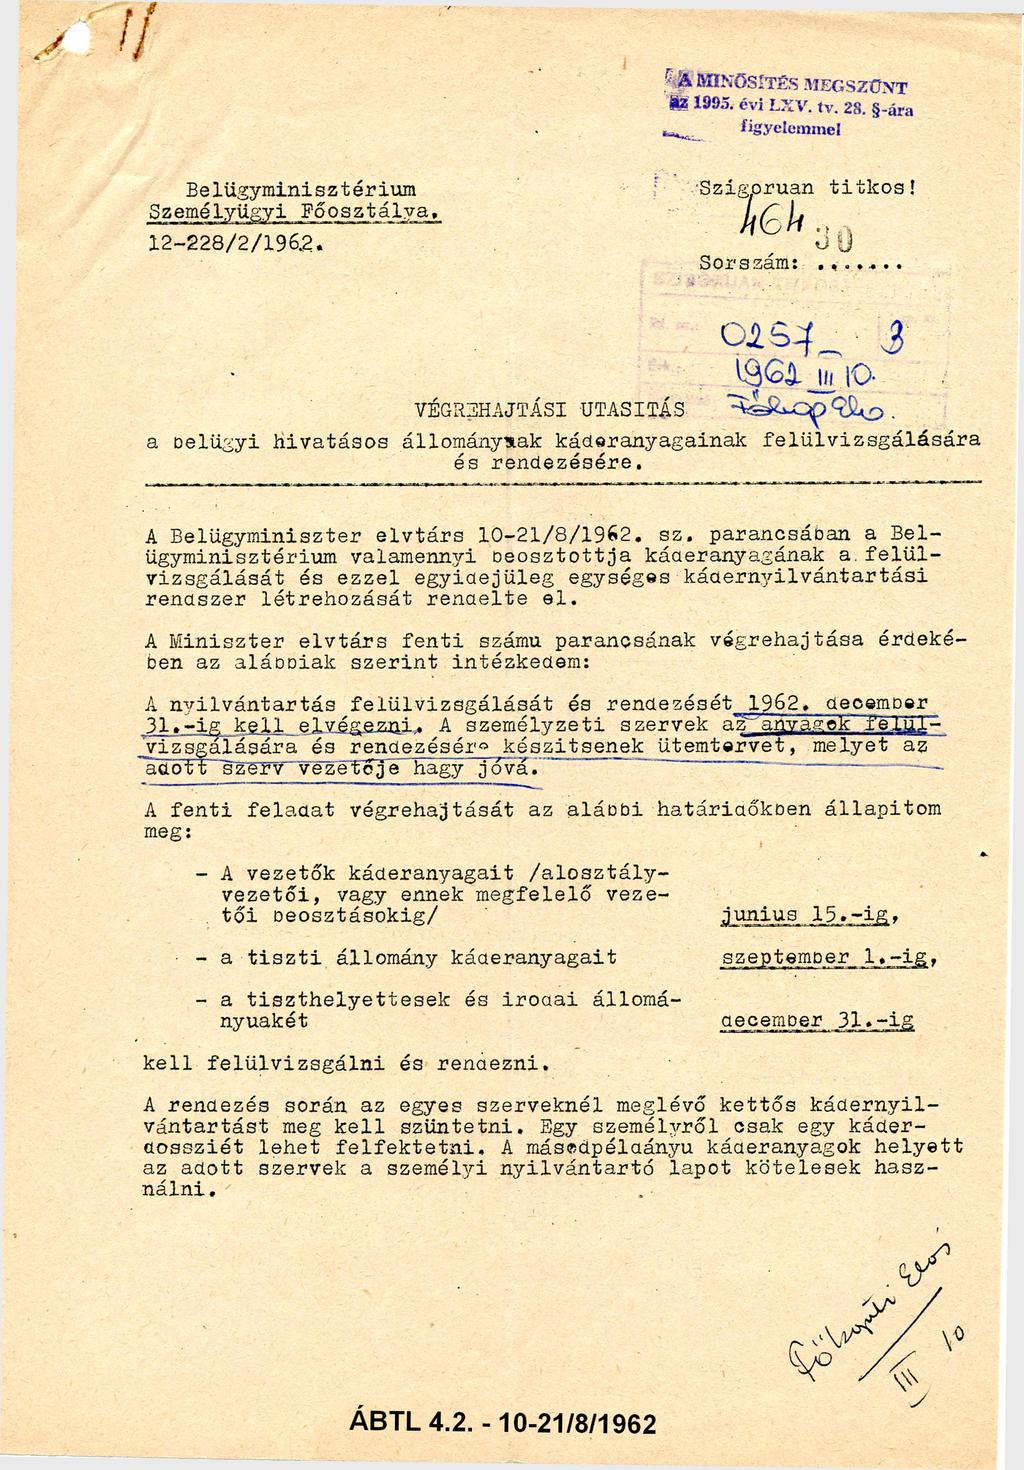 11
A MINŐSÍTÉS MEGSZŰNT
az 1995. évi LXV. tv. 28. §-ára
figyelemmel
Belügyminisztérium
Személyügyi Főosztálya.
12-228/2/1962.
Szigoruan titkos!
464
30
Sorszám: .......
0257 3
1962 III 10.
VÉGREHAJTÁSI UTASITÁS
a belügyi hivatásos állományak káderanyagainak felülvizsgálására
és rendezésére.
A Belügyminiszter elvtárs 10-21/8/1962. sz. parancsában a Bel-
ügyminisztérium valamennyi beosztottja káderanyagának a felül-
vizsgálását és ezzel egyidejüleg egységes kádernyilvántartási
rendszer létrehozását rendelte el.
A Miniszter elvtárs fenti számu parancsának végrehajtása érdeké-
ben az alábbiak szerint intézkedem:
A nyilvántartás felülvizsgálását és rendezését 1962. december
31.-ig kell elvégezni. A személyzeti szervek az anyagok felül-
vizsgálására és rendezésére készitsenek ütemtervet, melyet az
adott szerv vezetője hagy jóvá.
A fenti feladat végrehajtását az alábbi határidőkben állapitom
meg:
- A vezetők káderanyagait /alosztály-
vezetői, vagy ennek megfelelő veze-
tői beosztásokig/ junius 15.-ig,
- a tiszti állomány káderanyagait szeptember 1.-ig,
- a tiszthelyettesek és irodai állomá-
nyuakét december 31.-ig
kell felülvizsgálni és rendezni.
A rendezés során az egyes szerveknél meglévő kettős kádernyil-
vántartást meg kell szüntetni. Egy személyről csak egy káder-
dossziét lehet felfektetni. A másodpéldányu káderanyagok helyett
az adott szervek a személyi nyilvántartó lapot kötelesek hasz-
nálni.
III 10
ÁBTL 4.2. - 10-21/8/1962